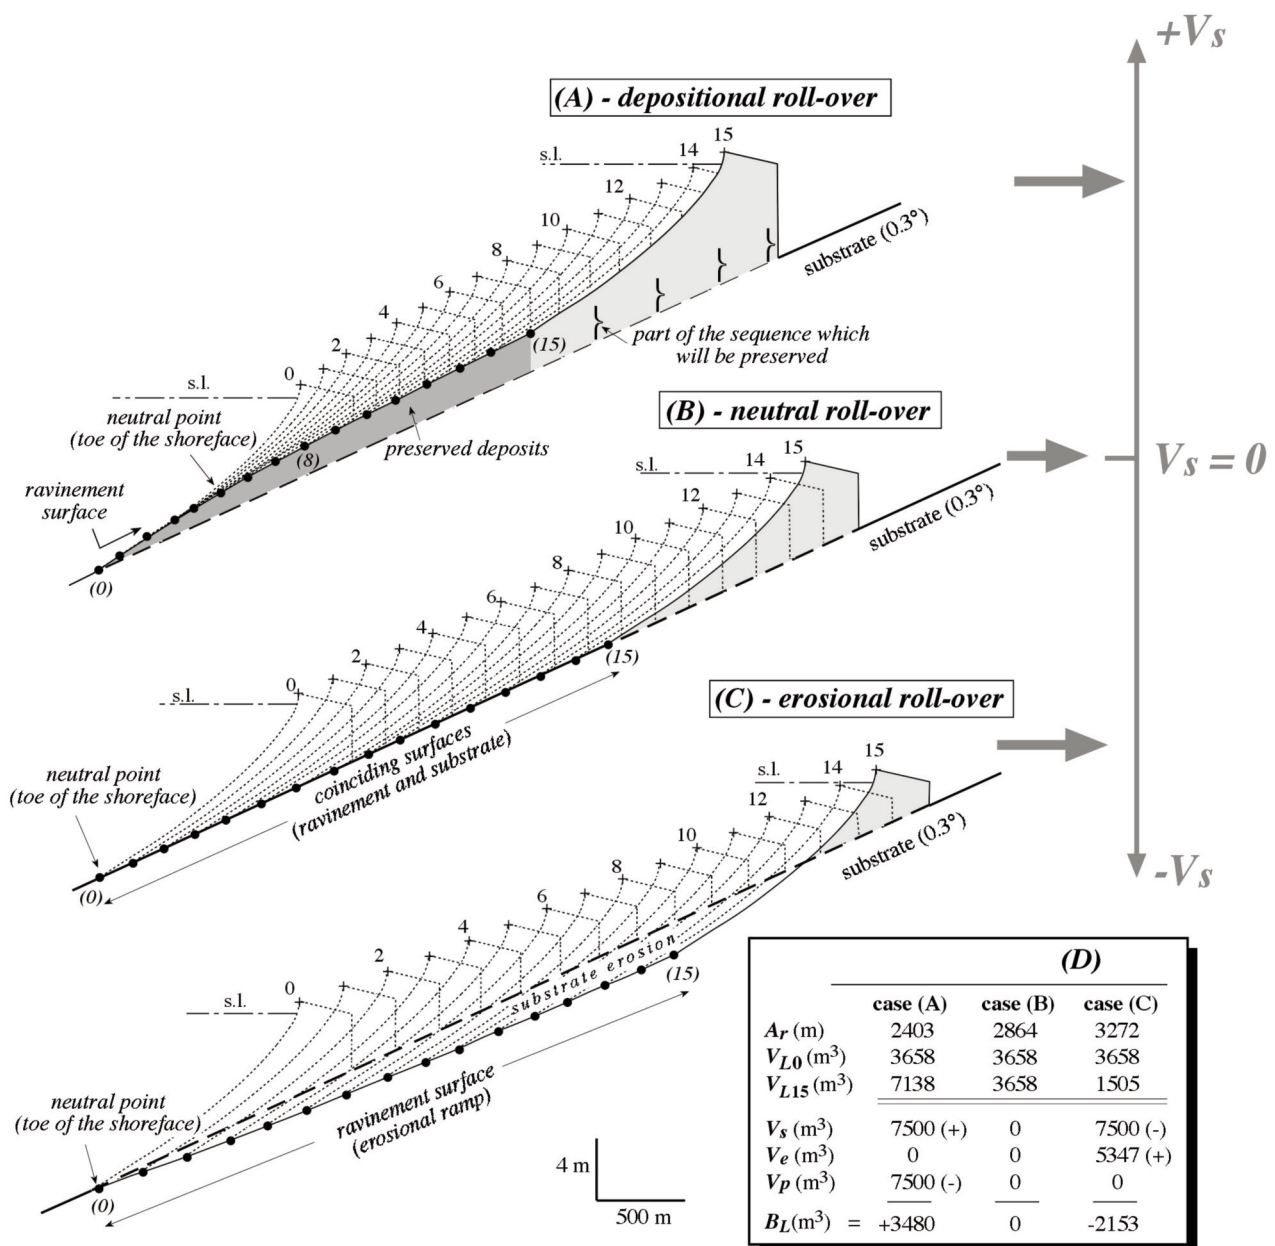 +Vs
(A) - depositional roll-over
15
14
s.l.
12
10
8
6
4
2
0
s.l.
substrate (0.3°)
part of the sequence which
will be preserved
(15)
neutral point
(toe of the shoreface)
preserved deposits
(8)
ravinement
surface
(0)
(B) - neutral roll-over
Vs = 0
15
14
s.l.
12
10
8
6
4
2
0
s.l.
substrate (0.3°)
(15)
coinciding surfaces
(ravinement and substrate)
neutral point
(toe of the shoreface)
(0)
(C) - erosional roll-over
15
14
s.l.
12
10
8
6
4
2
0
s.l.
substrate (0.3°)
-Vs
substrate erosion
(15)
ravinement surface
(erosional ramp)
neutral point
(toe of the shoreface)
(0)
4 m
500 m
(D)
case (A) case (B) case (C)
Ar (m) 2403 2864 3272
VL0 (m³) 3658 3658 3658
VL15 (m³) 7138 3658 1505
Vs (m³) 7500 (+) 0 7500 (-)
Ve (m³) 0 0 5347 (+)
Vp (m³) 7500 (-) 0 0
BL (m³) = +3480 0 -2153